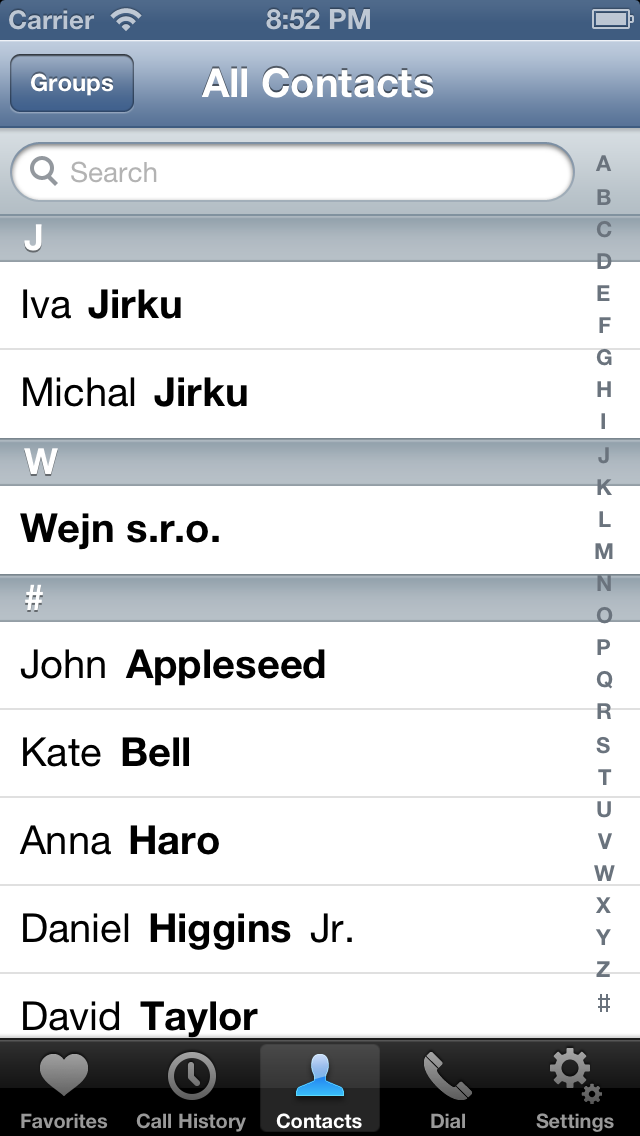 Carrier 8:52 PM
Groups All Contacts
Search
J
Iva Jirku
Michal Jirku
W
Wejn s.r.o.
#
John Appleseed
Kate Bell
Anna Haro
Daniel Higgins Jr.
David Taylor
A
B
C
D
E
F
G
H
I
J
K
L
M
N
O
P
Q
R
S
T
U
V
W
X
Y
Z
#
Favorites Call History Contacts Dial Settings